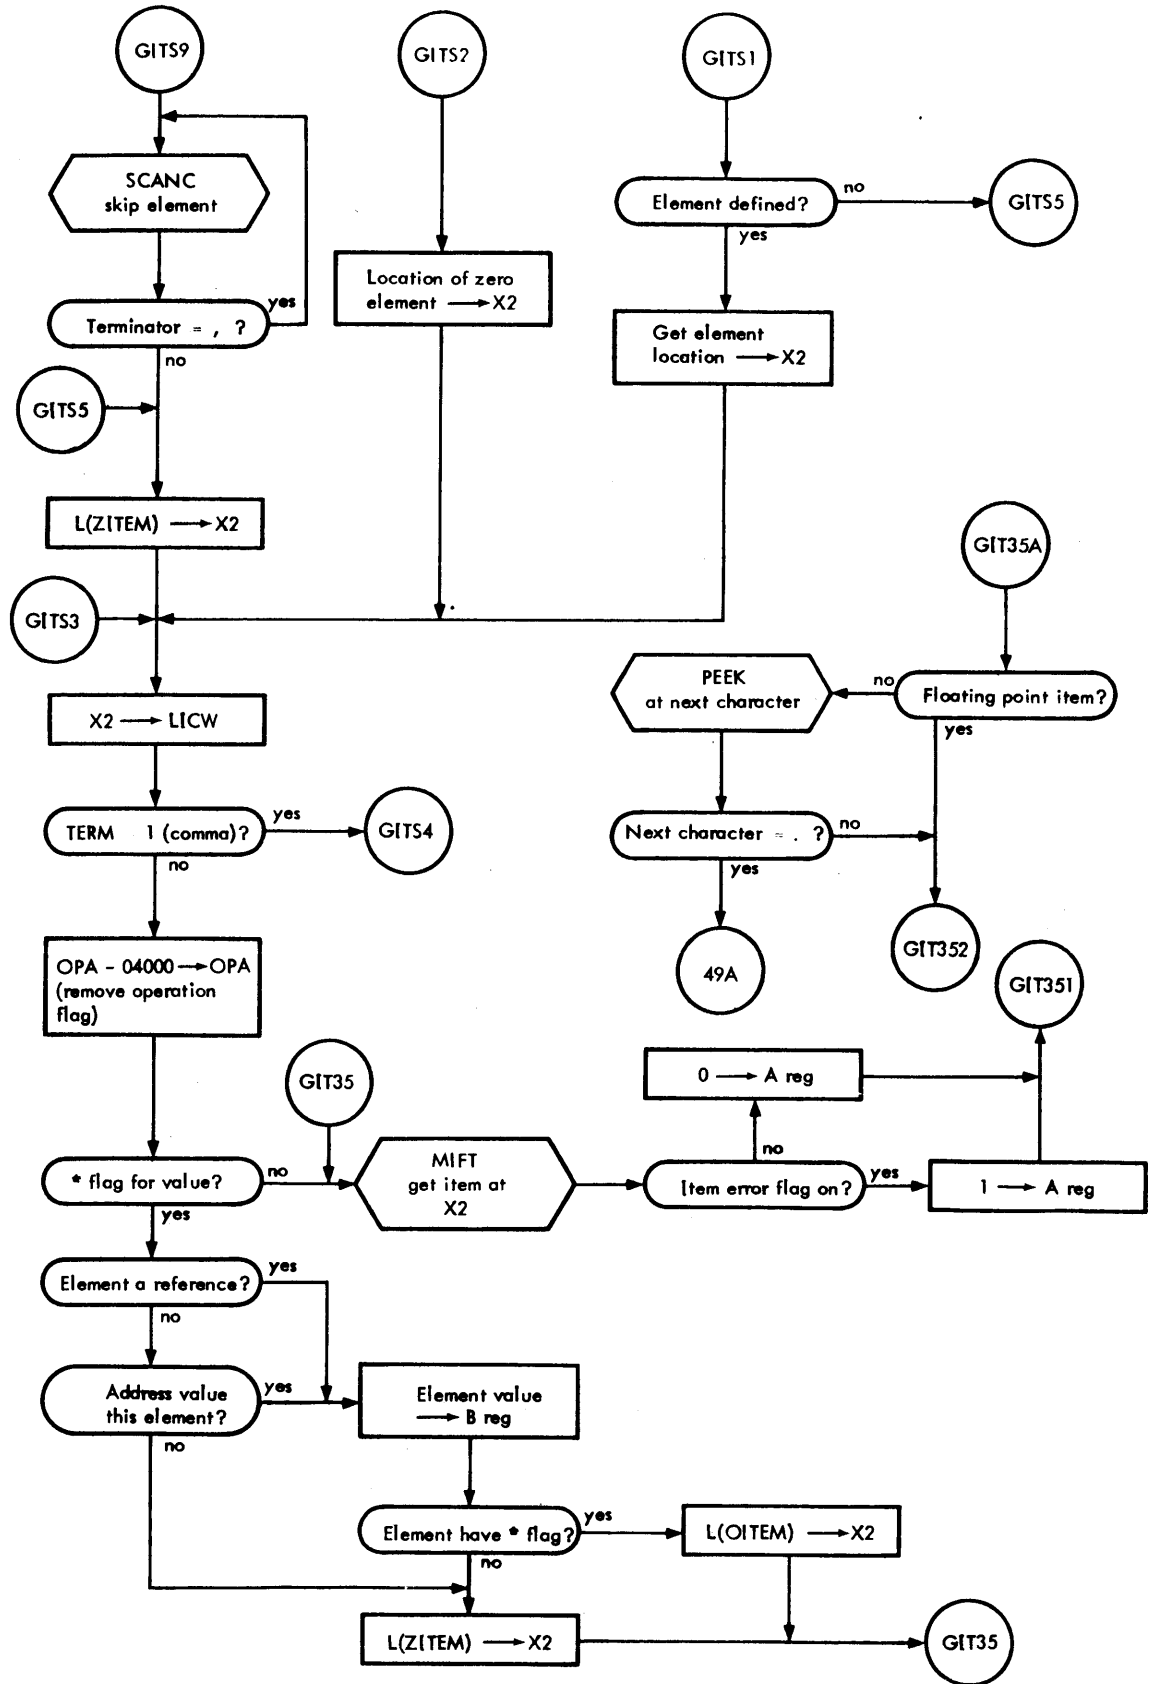 GITS9
GITS2
GITS1
SCANC
skip element
Element defined?
no
GITS5
yes
Location of zero
element → X2
Terminator = , ?
yes
no
Get element
location → X2
GITS5
L(ZITEM) → X2
GIT35A
GITS3
PEEK
at next character
no
Floating point item?
yes
X2 → LICW
TERM 1 (comma)?
yes
no
GITS4
Next character = . ?
no
yes
49A
GIT352
GIT351
OPA - 04000 → OPA
(remove operation
flag)
GIT35
0 → A reg
no
* flag for value?
no
yes
MIFT
get item at
X2
Item error flag on?
yes
1 → A reg
Element a reference?
yes
no
Address value
this element?
yes
no
Element value
→ B reg
Element have * flag?
yes
no
L(OITEM) → X2
L(ZITEM) → X2
GIT35